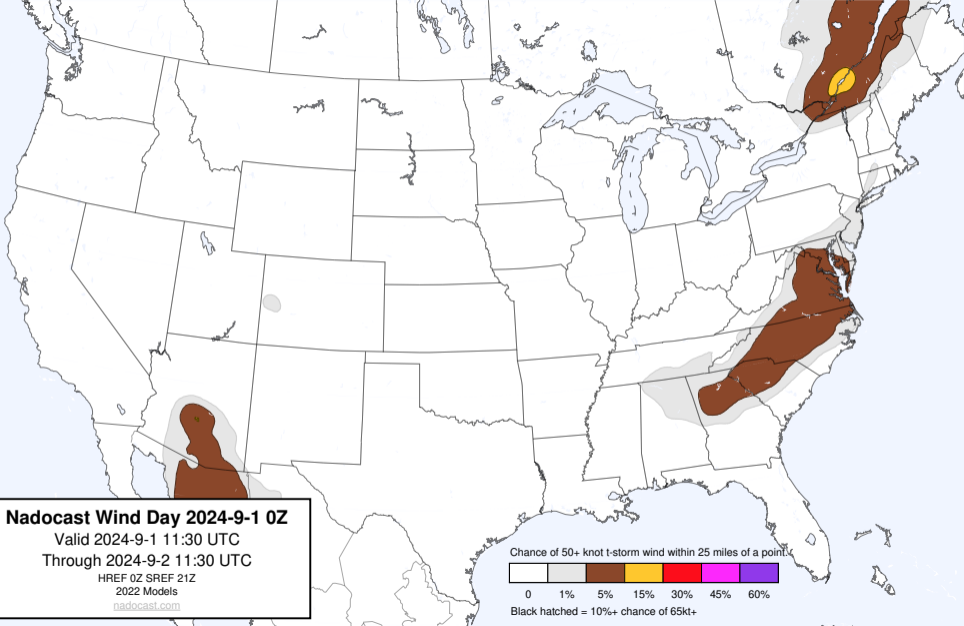 Nadocast Wind Day 2024-9-1 0Z
Valid 2024-9-1 11:30 UTC
Through 2024-9-2 11:30 UTC
HREF 0Z SREF 21Z
2022 Models
nadocast.com
Chance of 50+ knot t-storm wind within 25 miles of a point.
0 1% 5% 15% 30% 45% 60%
Black hatched = 10%+ chance of 65kt+